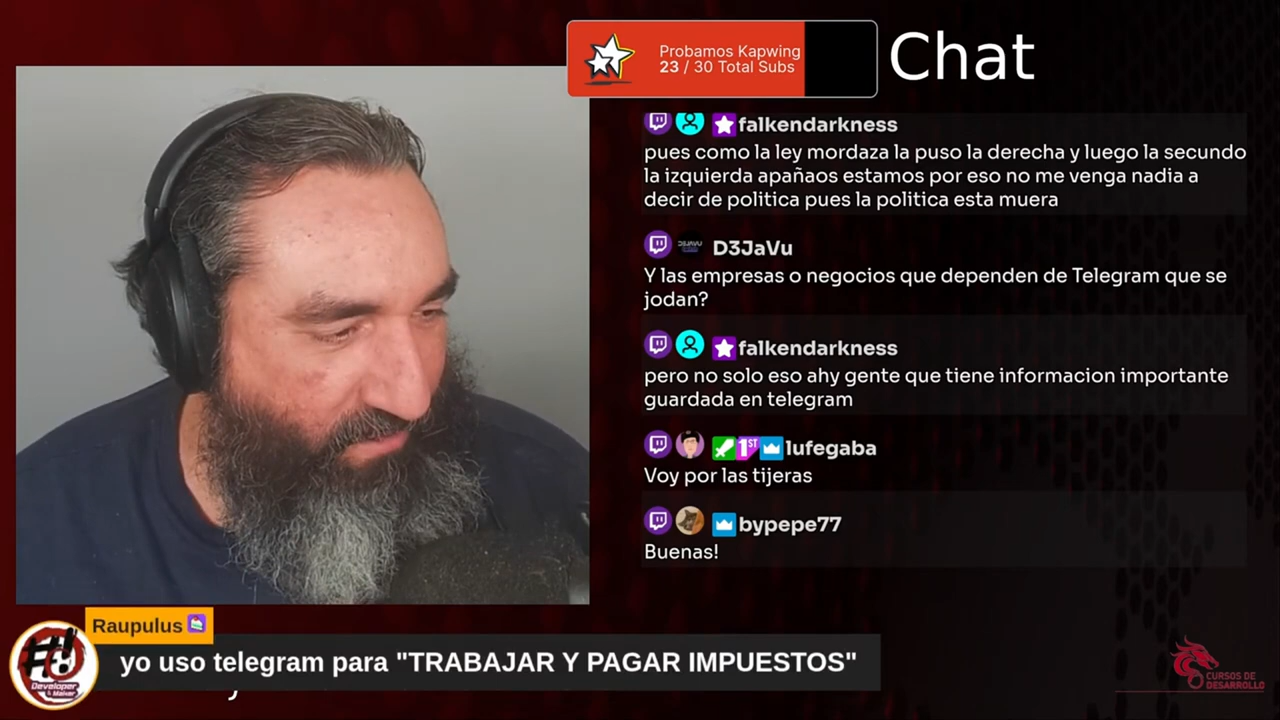 Probamos Kapwing
23 / 30 Total Subs
Chat
falkendarkness
pues como la ley mordaza la puso la derecha y luego la secundo
la izquierda apañaos estamos por eso no me venga nadia a
decir de politica pues la politica esta muera
D3JaVu
Y las empresas o negocios que dependen de Telegram que se
jodan?
falkendarkness
pero no solo eso ahy gente que tiene informacion importante
guardada en telegram
1ST lufegaba
Voy por las tijeras
bypepe77
Buenas!
Raupulus
yo uso telegram para "TRABAJAR Y PAGAR IMPUESTOS"
Developer
& Maker
CURSOS DE
DESARROLLO